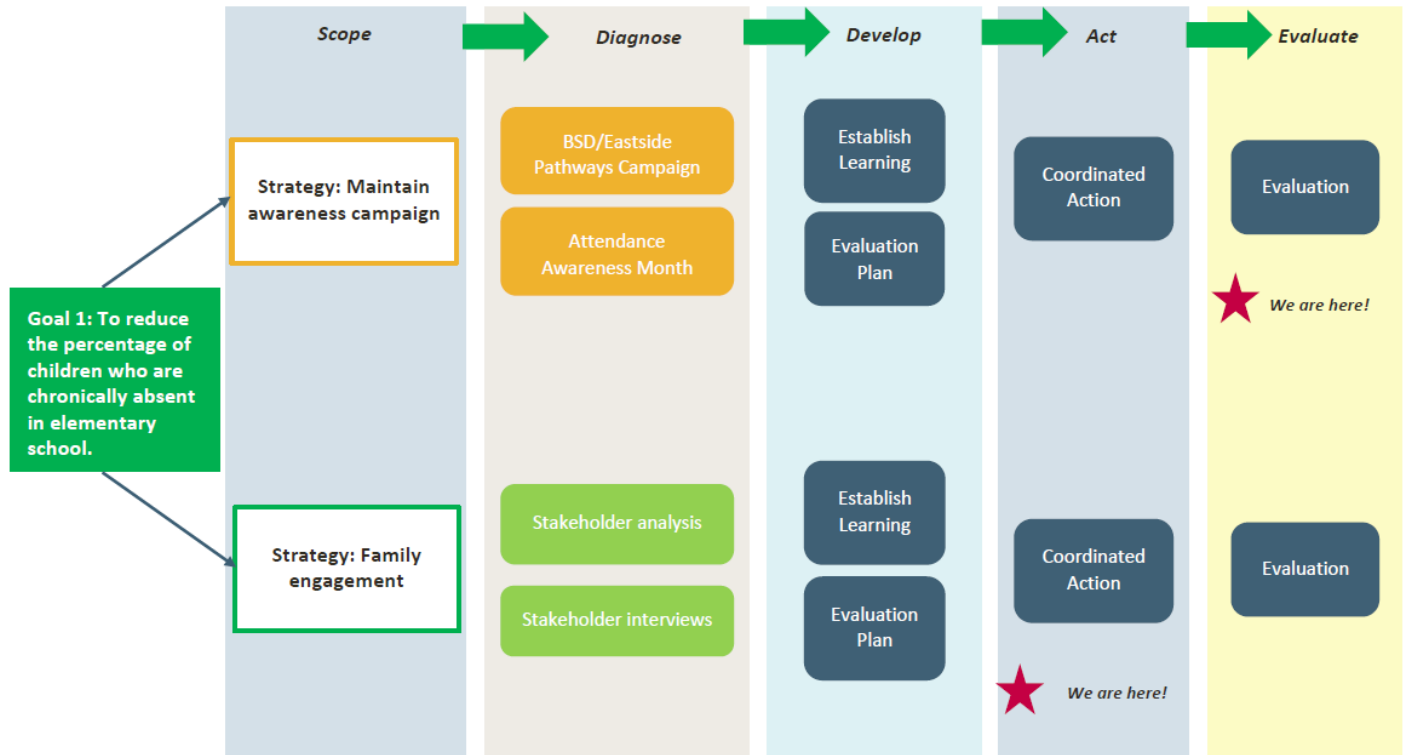 Scope
Diagnose
Develop
Act
Evaluate
Strategy: Maintain
awareness campaign
BSD/Eastside
Pathways Campaign
Attendance
Awareness Month
Establish
Learning
Evaluation
Plan
Coordinated
Action
Evaluation
We are here!
Goal 1: To reduce
the percentage of
children who are
chronically absent
in elementary
school.
Strategy: Family
engagement
Stakeholder analysis
Stakeholder interviews
Establish
Learning
Evaluation
Plan
Coordinated
Action
Evaluation
We are here!